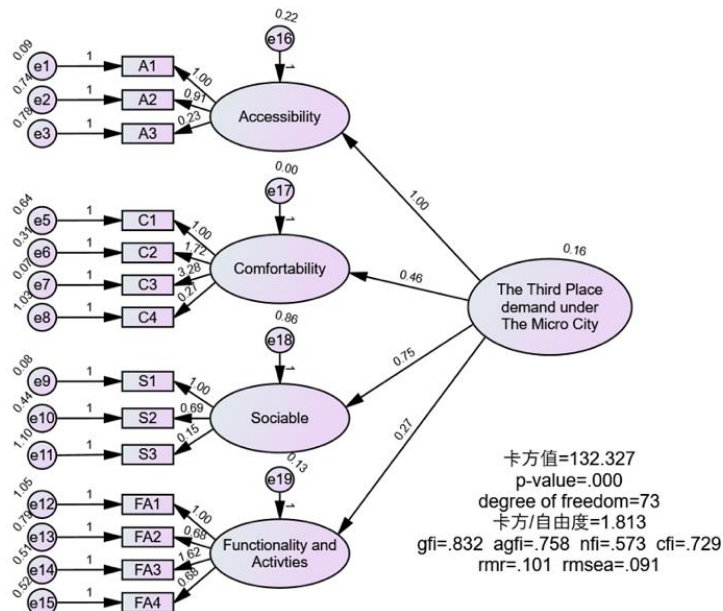 0.22
e16
1
0.09
e1
1
A1
1.00
0.74
e2
1
A2
0.91
Accessibility
0.78
e3
1
A3
0.23
1.00
0.00
e17
1
0.64
e5
1
C1
1.00
0.31
e6
1
C2
1.72
Comfortability
0.07
e7
1
C3
3.28
1.03
e8
1
C4
0.27
0.46
0.16
The Third Place
demand under
The Micro City
0.86
e18
1
0.08
e9
1
S1
1.00
0.44
e10
1
S2
0.69
Sociable
1.10
e11
1
S3
0.15
0.75
0.13
e19
1
1.05
e12
1
FA1
1.00
0.79
e13
1
FA2
0.68
Functionality and
Activties
0.51
e14
1
FA3
1.62
0.52
e15
1
FA4
0.68
0.27
卡方值=132.327
p-value=.000
degree of freedom=73
卡方/自由度=1.813
gfi=.832 agfi=.758 nfi=.573 cfi=.729
rmr=.101 rmsea=.091